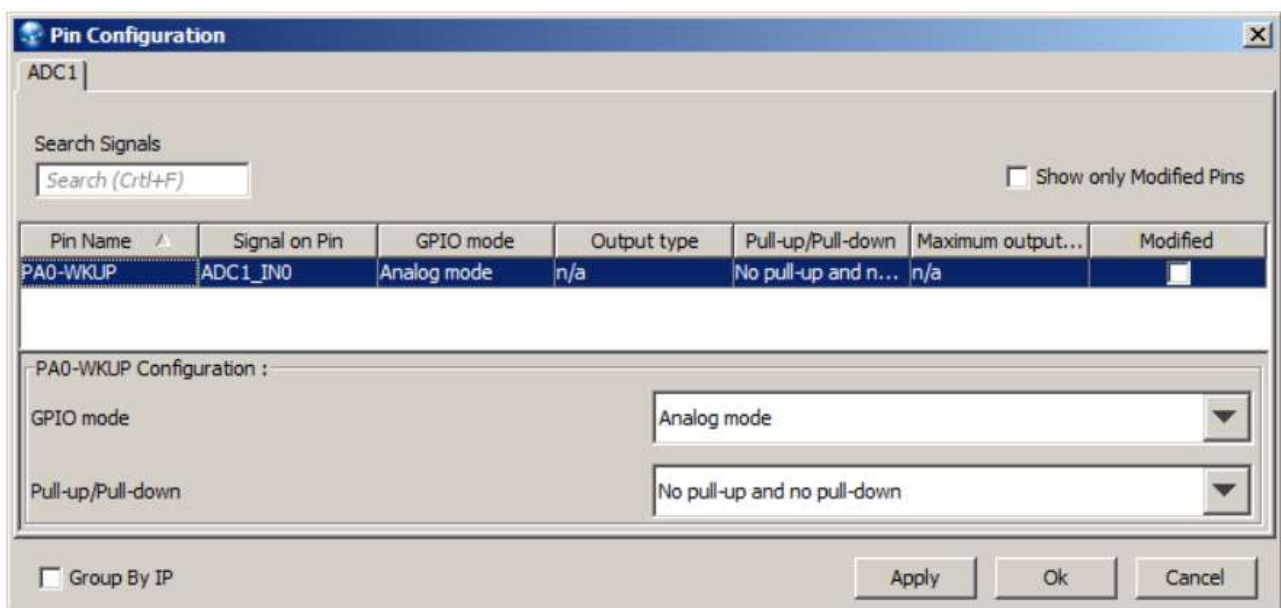 Pin Configuration
ADC1
Search Signals
Search (Crtl+F)
Show only Modified Pins
Pin Name Signal on Pin GPIO mode Output type Pull-up/Pull-down Maximum output... Modified
PA0-WKUP ADC1_IN0 Analog mode n/a No pull-up and n... n/a
PA0-WKUP Configuration :
GPIO mode Analog mode
Pull-up/Pull-down No pull-up and no pull-down
Group By IP Apply Ok Cancel